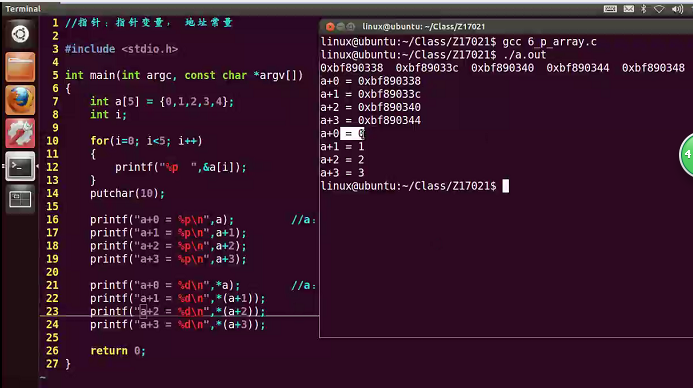 Terminal
1 //指针：指针变量， 地址常量
2
3 #include <stdio.h>
4
5 int main(int argc, const char *argv[])
6 {
7 int a[5] = {0,1,2,3,4};
8 int i;
9
10 for(i=0; i<5; i++)
11 {
12 printf("%p ",&a[i]);
13 }
14 putchar(10);
15
16 printf("a+0 = %p\n",a); //a:
17 printf("a+1 = %p\n",a+1);
18 printf("a+2 = %p\n",a+2);
19 printf("a+3 = %p\n",a+3);
20
21 printf("a+0 = %d\n",*a); //a:
22 printf("a+1 = %d\n",*(a+1));
23 printf("a+2 = %d\n",*(a+2));
24 printf("a+3 = %d\n",*(a+3));
25
26 return 0;
27 }
~
linux@ubuntu: ~/Class/Z17021
linux@ubuntu:~/Class/Z17021$ gcc 6_p_array.c
linux@ubuntu:~/Class/Z17021$ ./a.out
0xbf890338 0xbf89033c 0xbf890340 0xbf890344 0xbf890348
a+0 = 0xbf890338
a+1 = 0xbf89033c
a+2 = 0xbf890340
a+3 = 0xbf890344
a+0 = 0
a+1 = 1
a+2 = 2
a+3 = 3
linux@ubuntu:~/Class/Z17021$
4